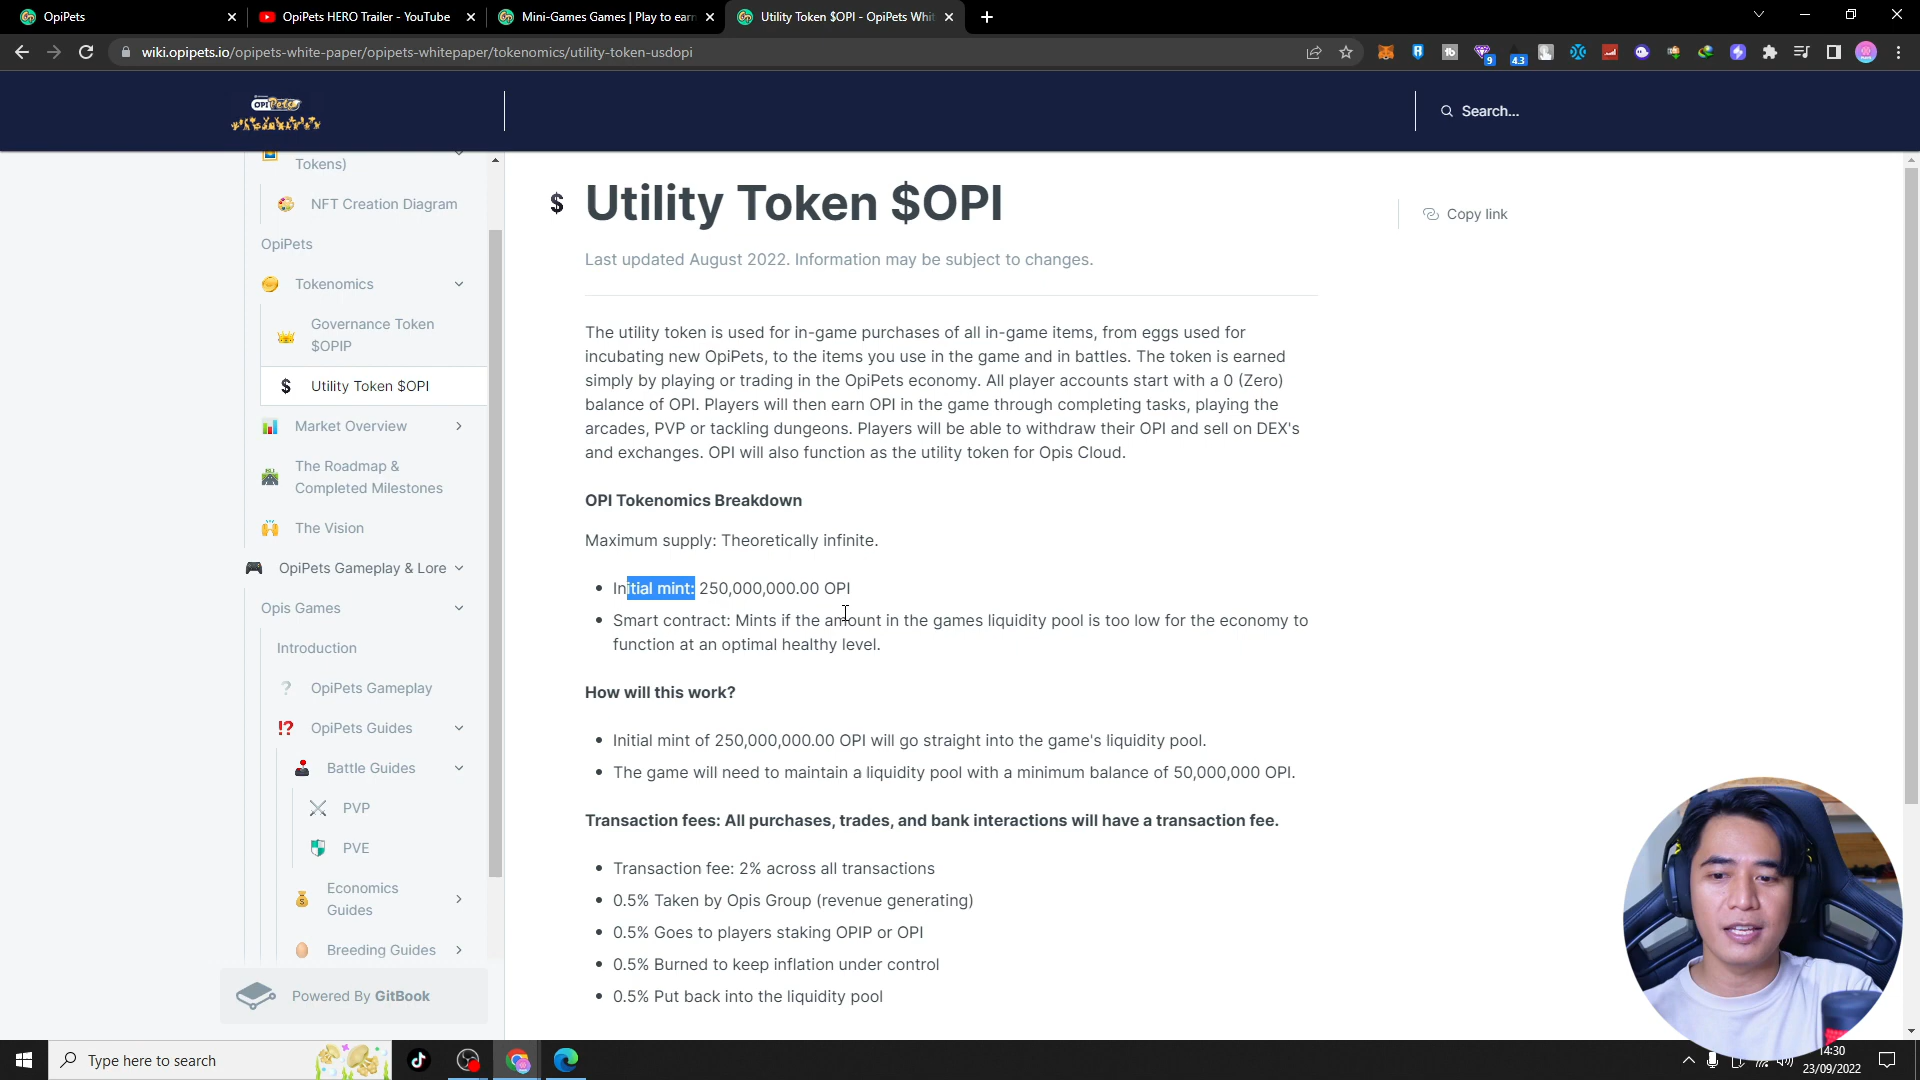 OpiPets
OpiPets HERO Trailer - YouTube
Mini-Games Games | Play to earn
Utility Token $OPI - OpiPets Whit
wiki.opipets.io/opipets-white-paper/opipets-whitepaper/tokenomics/utility-token-usdopi
9
4.3
OPIPets
Search...
Tokens)
NFT Creation Diagram
OpiPets
Tokenomics
Governance Token
$OPIP
$ Utility Token $OPI
Market Overview
The Roadmap &
Completed Milestones
The Vision
OpiPets Gameplay & Lore
Opis Games
Introduction
OpiPets Gameplay
OpiPets Guides
Battle Guides
PVP
PVE
Economics
Guides
Breeding Guides
Powered By GitBook
$ Utility Token $OPI
Copy link
Last updated August 2022. Information may be subject to changes.
The utility token is used for in-game purchases of all in-game items, from eggs used for
incubating new OpiPets, to the items you use in the game and in battles. The token is earned
simply by playing or trading in the OpiPets economy. All player accounts start with a 0 (Zero)
balance of OPI. Players will then earn OPI in the game through completing tasks, playing the
arcades, PVP or tackling dungeons. Players will be able to withdraw their OPI and sell on DEX's
and exchanges. OPI will also function as the utility token for Opis Cloud.
OPI Tokenomics Breakdown
Maximum supply: Theoretically infinite.
• Initial mint: 250,000,000.00 OPI
• Smart contract: Mints if the amount in the games liquidity pool is too low for the economy to
function at an optimal healthy level.
How will this work?
• Initial mint of 250,000,000.00 OPI will go straight into the game's liquidity pool.
• The game will need to maintain a liquidity pool with a minimum balance of 50,000,000 OPI.
Transaction fees: All purchases, trades, and bank interactions will have a transaction fee.
• Transaction fee: 2% across all transactions
• 0.5% Taken by Opis Group (revenue generating)
• 0.5% Goes to players staking OPIP or OPI
• 0.5% Burned to keep inflation under control
• 0.5% Put back into the liquidity pool
Type here to search
14:30
23/09/2022